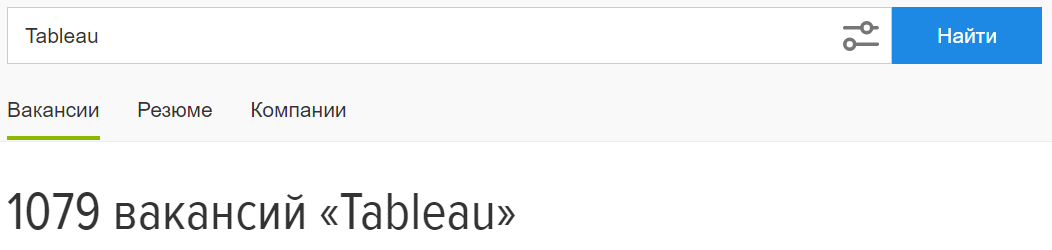 Tableau Найти
Вакансии Резюме Компании
1079 вакансий «Tableau»